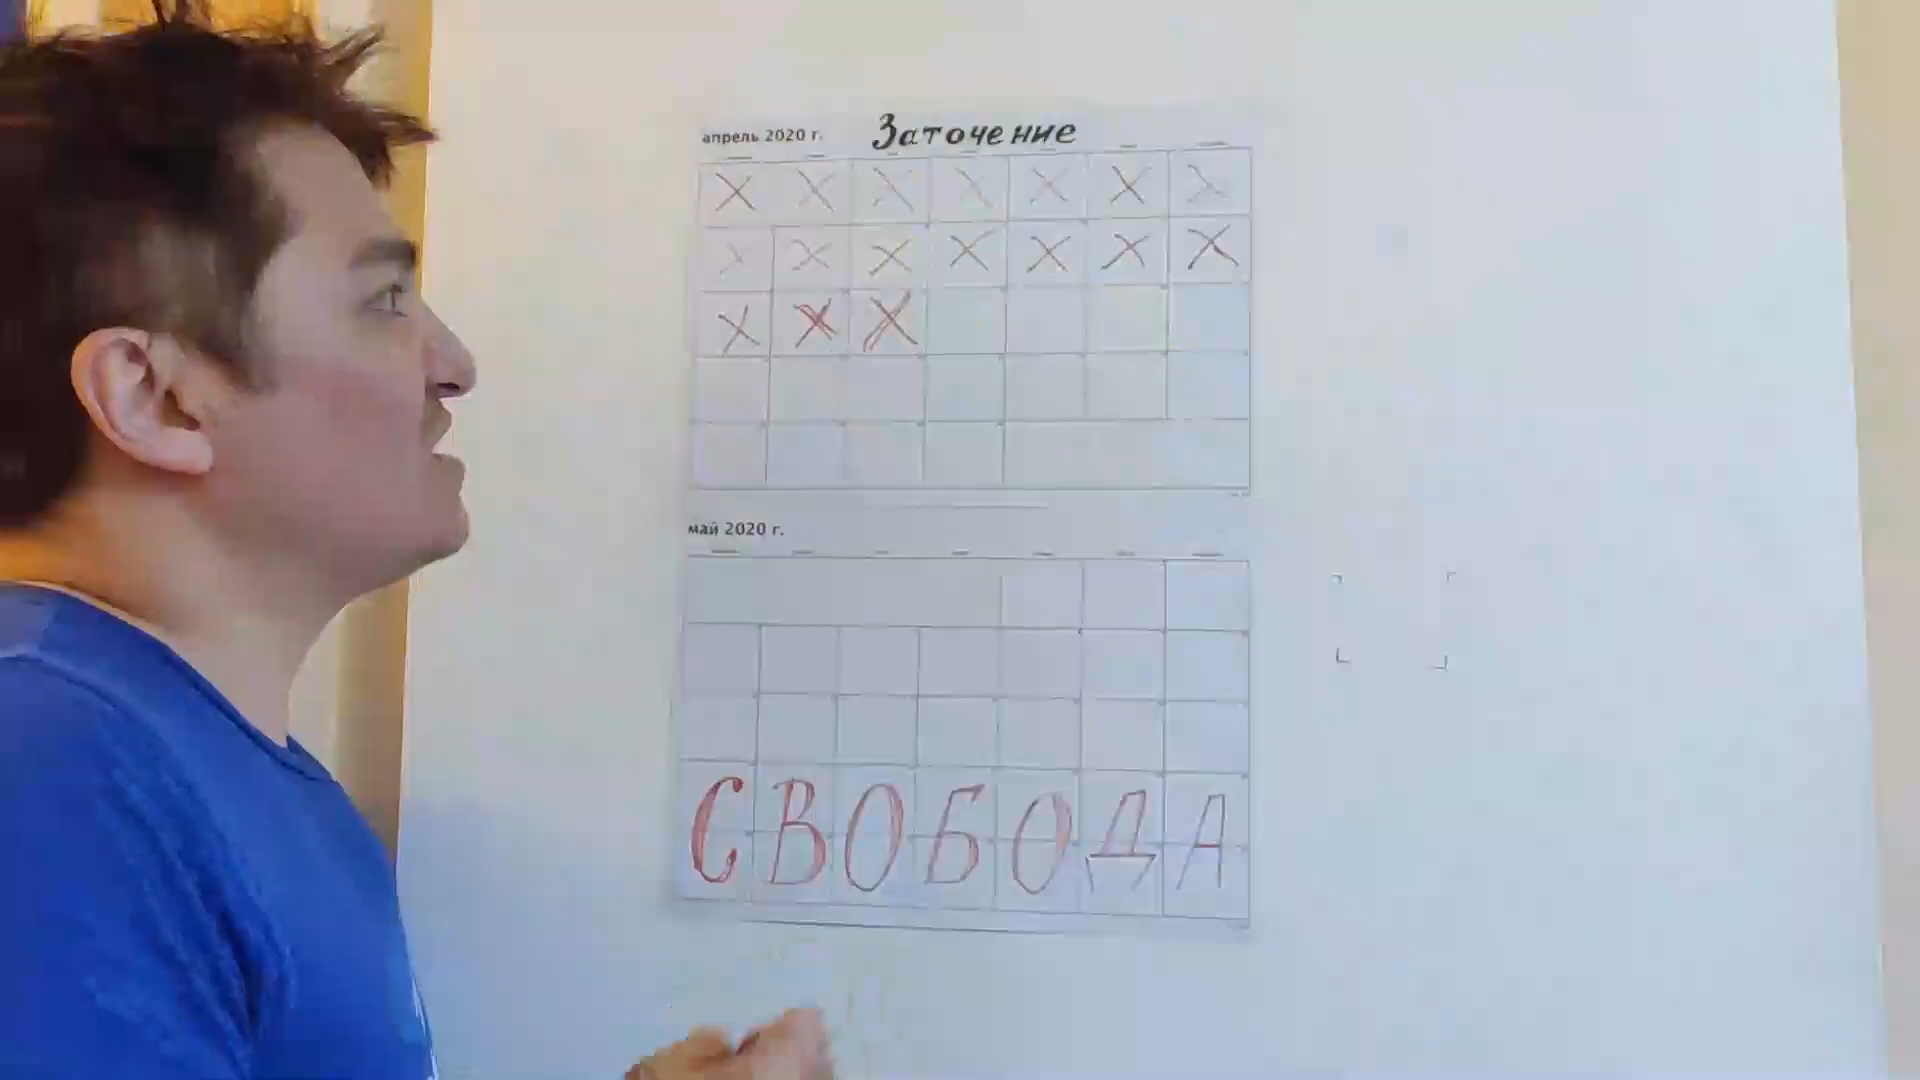 апрель 2020 г. Заточение
X X X X X X X
X X X X X X X
X X X
май 2020 г.
СВОБОДА